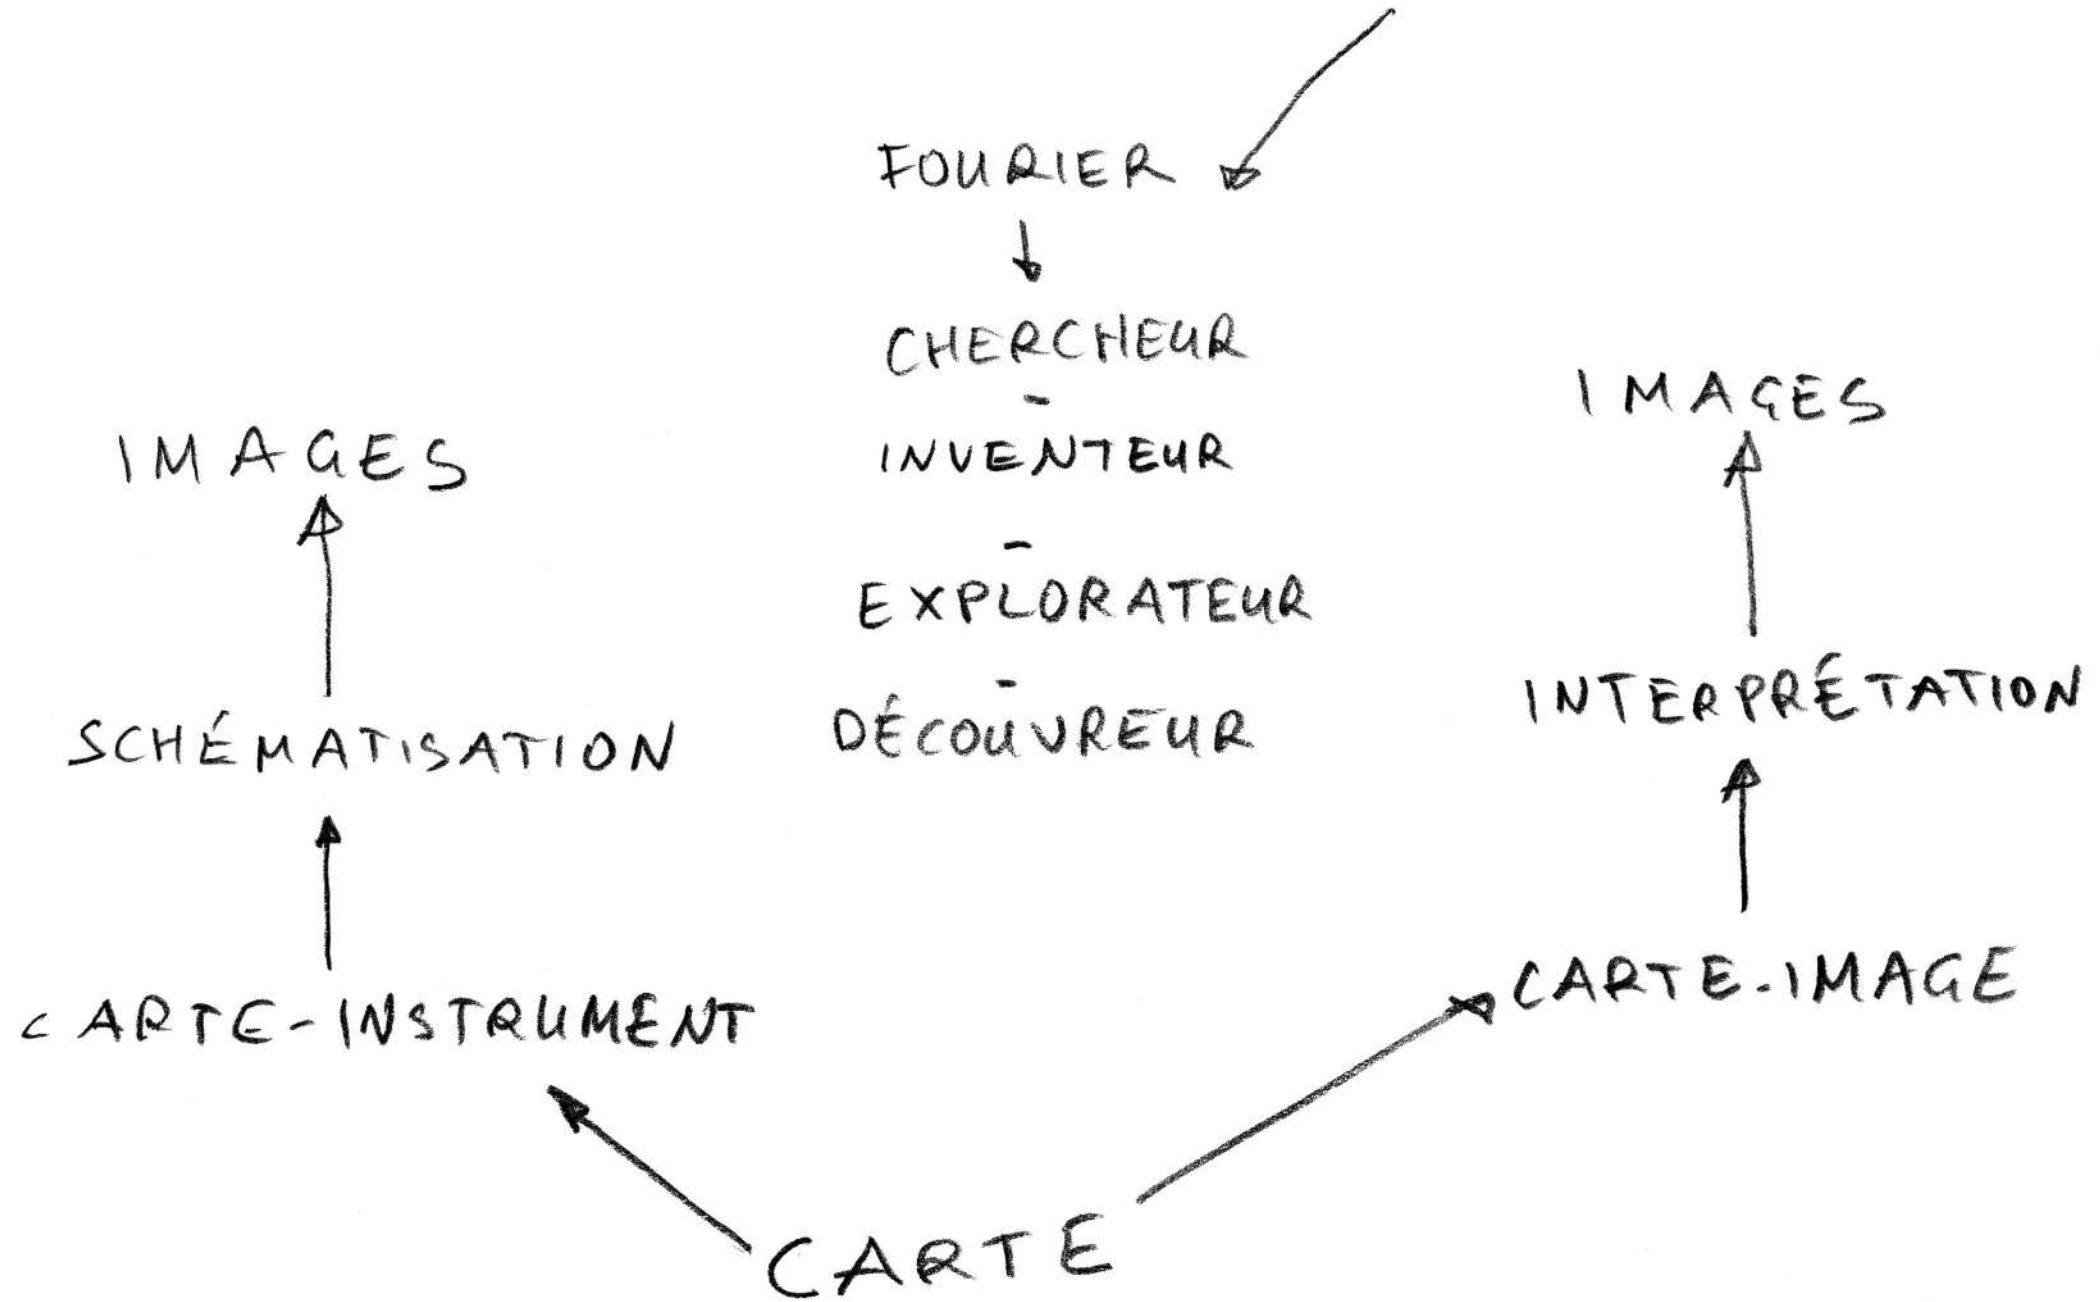 FOURIER
CHERCHEUR
-
INVENTEUR
-
EXPLORATEUR
-
DÉCOUVREUR
IMAGES
SCHÉMATISATION
CARTE-INSTRUMENT
IMAGES
INTERPRÉTATION
CARTE-IMAGE
CARTE